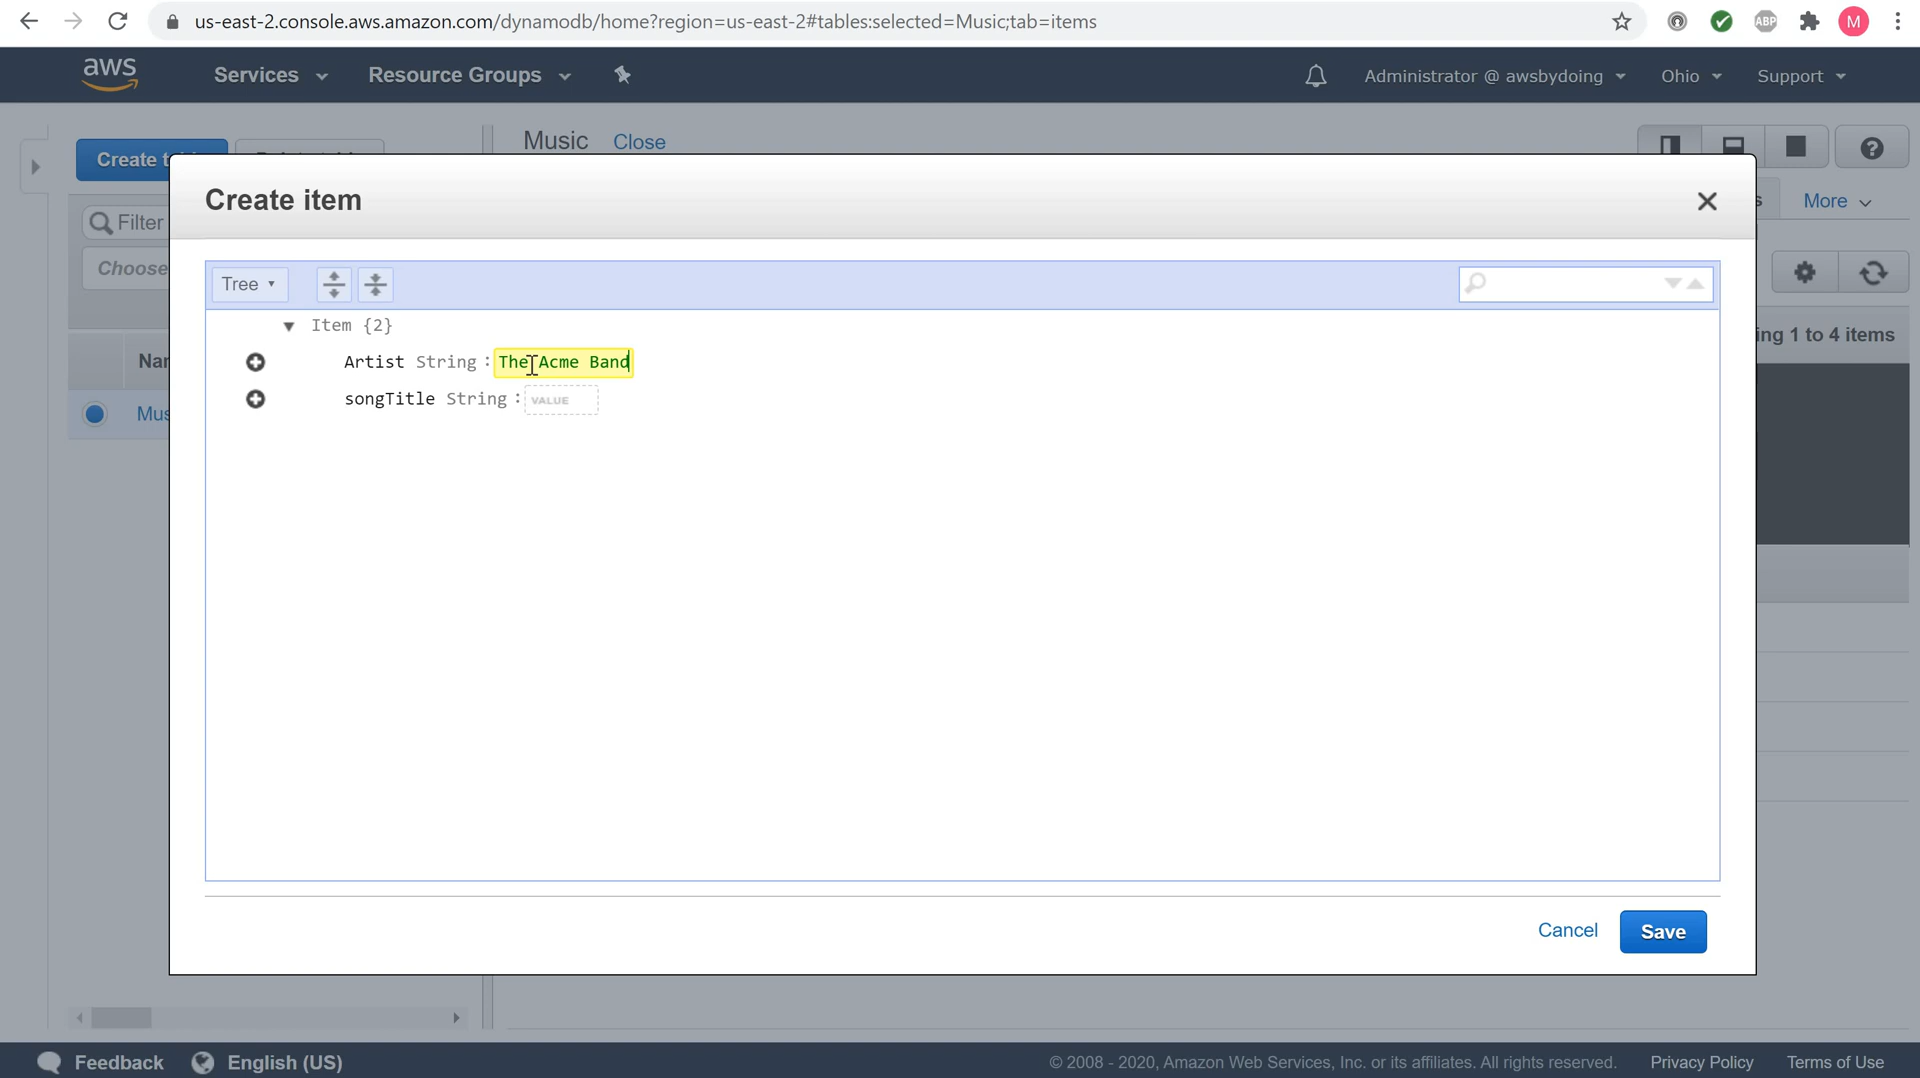 us-east-2.console.aws.amazon.com/dynamodb/home?region=us-east-2#tables:selected=Music;tab=items
ABP
M
aws
Services
Resource Groups
Administrator @ awsbydoing
Ohio
Support
Create
Music
Close
Create item
More
Filter
Choose
Tree
Item {2}
ing 1 to 4 items
Artist String : The Acme Band
songTitle String : VALUE
Nar
Mus
Cancel
Save
Feedback
English (US)
© 2008 - 2020, Amazon Web Services, Inc. or its affiliates. All rights reserved.
Privacy Policy
Terms of Use